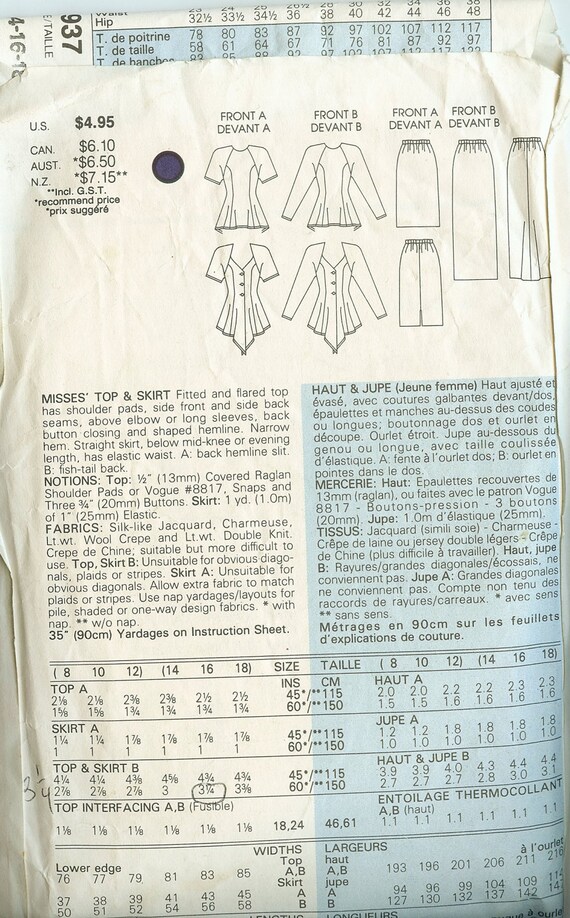 Hip 32½ 33½ 34½ 36 38 40 42 44 46 48
T. de poitrine 78 80 83 87 92 97 102 107 112 117
T. de taille 58 61 64 67 71 76 81 87 92 97
T. de hanches
937
/TAILLE
4-16-18
U.S. $4.95
CAN. $6.10
AUST. *$6.50
N.Z. *$7.15**
**Incl. G.S.T.
*recommend price
*prix suggéré
FRONT A FRONT B FRONT A FRONT B
DEVANT A DEVANT B DEVANT A DEVANT B
MISSES' TOP & SKIRT Fitted and flared top
has shoulder pads, side front and side back
seams, above elbow or long sleeves, back
button closing and shaped hemline. Narrow
hem. Straight skirt, below mid-knee or evening
length, has elastic waist. A: back hemline slit.
B: fish-tail back.
NOTIONS: Top: ½" (13mm) Covered Raglan
Shoulder Pads or Vogue #8817, Snaps and
Three ¾" (20mm) Buttons. Skirt: 1 yd. (1.0m)
of 1" (25mm) Elastic.
FABRICS: Silk-like Jacquard, Charmeuse,
Lt.wt. Wool Crepe and Lt.wt. Double Knit.
Crepe de Chine; suitable but more difficult to
use. Top, Skirt B: Unsuitable for obvious diago-
nals, plaids or stripes. Skirt A: Unsuitable for
obvious diagonals. Allow extra fabric to match
plaids or stripes. Use nap yardages/layouts for
pile, shaded or one-way design fabrics. * with
nap. ** w/o nap.
35" (90cm) Yardages on Instruction Sheet.
HAUT & JUPE (Jeune femme) Haut ajusté et
évasé, avec coutures galbantes devant/dos,
épaulettes et manches au-dessus des coudes
ou longues; boutonnage dos et ourlet en
découpe. Ourlet étroit. Jupe au-dessous du
genou ou longue, avec taille coulissée
d'élastique. A: fente à l'ourlet dos; B: ourlet en
pointes dans le dos.
MERCERIE: Haut: Epaulettes recouvertes de
13mm (raglan), ou faites avec le patron Vogue
8817 - Boutons-pression - 3 boutons
(20mm). Jupe: 1.0m d'élastique (25mm).
TISSUS: Jacquard (simili soie) - Charmeuse -
Crêpe de laine ou jersey double légers - Crêpe
de Chine (plus difficile à travailler). Haut, jupe
B: Rayures/grandes diagonales/écossais, ne
conviennent pas. Jupe A: Grandes diagonales
ne conviennent pas. Compte non tenu des
raccords de rayures/carreaux. * avec sens
** sans sens.
Métrages en 90cm sur les feuillets
d'explications de couture.
( 8 10 12) (14 16 18) SIZE TAILLE ( 8 10 12) (14 16 18)
TOP A INS CM HAUT A
2⅛ 2⅛ 2⅜ 2⅜ 2½ 2½ 45*/**115 2.0 2.0 2.2 2.2 2.3 2.3
1⅝ 1⅝ 1¾ 1¾ 1¾ 1¾ 60*/**150 1.5 1.5 1.6 1.6 1.6 1.6
SKIRT A JUPE A
1¼ 1¼ 1⅞ 1⅞ 1⅞ 1⅞ 45*/**115 1.2 1.2 1.8 1.8 1.8 1.8
1 1 1 1 1 1 60*/**150 1.0 1.0 1.0 1.0 1.0 1.0
TOP & SKIRT B HAUT & JUPE B
4¼ 4¼ 4⅜ 4⅝ 4¾ 4¾ 45*/**115 3.9 3.9 4.0 4.3 4.4 4.4
3¼ 2⅞ 2⅞ 2⅞ 3 3¼ 3⅜ 60*/**150 2.7 2.7 2.7 2.8 3.0 3.1
TOP INTERFACING A,B (Fusible) ENTOILAGE THERMOCOLLANT
A,B (haut)
1⅛ 1⅛ 1⅛ 1⅛ 1⅛ 1⅛ 18,24 46,61 1.1 1.1 1.1 1.1 1.1 1.1
WIDTHS LARGEURS à l'ourlet
Lower edge Top haut
76 77 79 81 83 85 A,B A,B 193 196 201 206 211 216
Skirt jupe
37 38 39 41 43 45 A A 94 96 99 104 109 114
50 51 52 54 56 58 B B 127 130 132 137 142
LENGTHS LONGUEURS